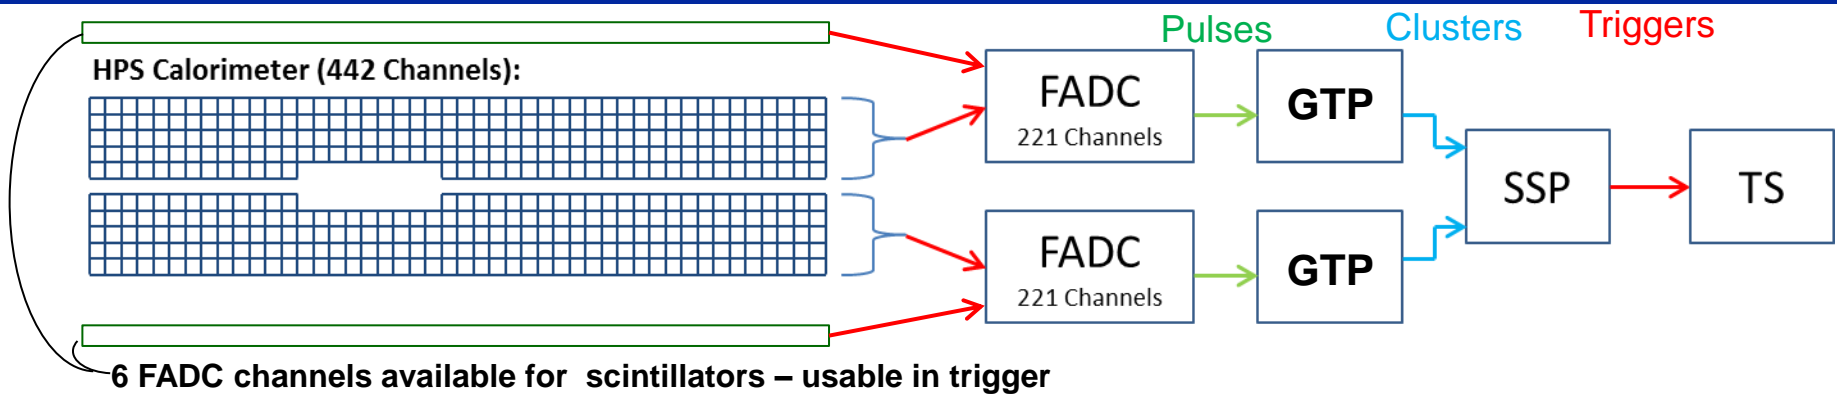 Pulses
Clusters
Triggers
HPS Calorimeter (442 Channels):
FADC
221 Channels
GTP
SSP
TS
FADC
221 Channels
GTP
6 FADC channels available for scintillators – usable in trigger